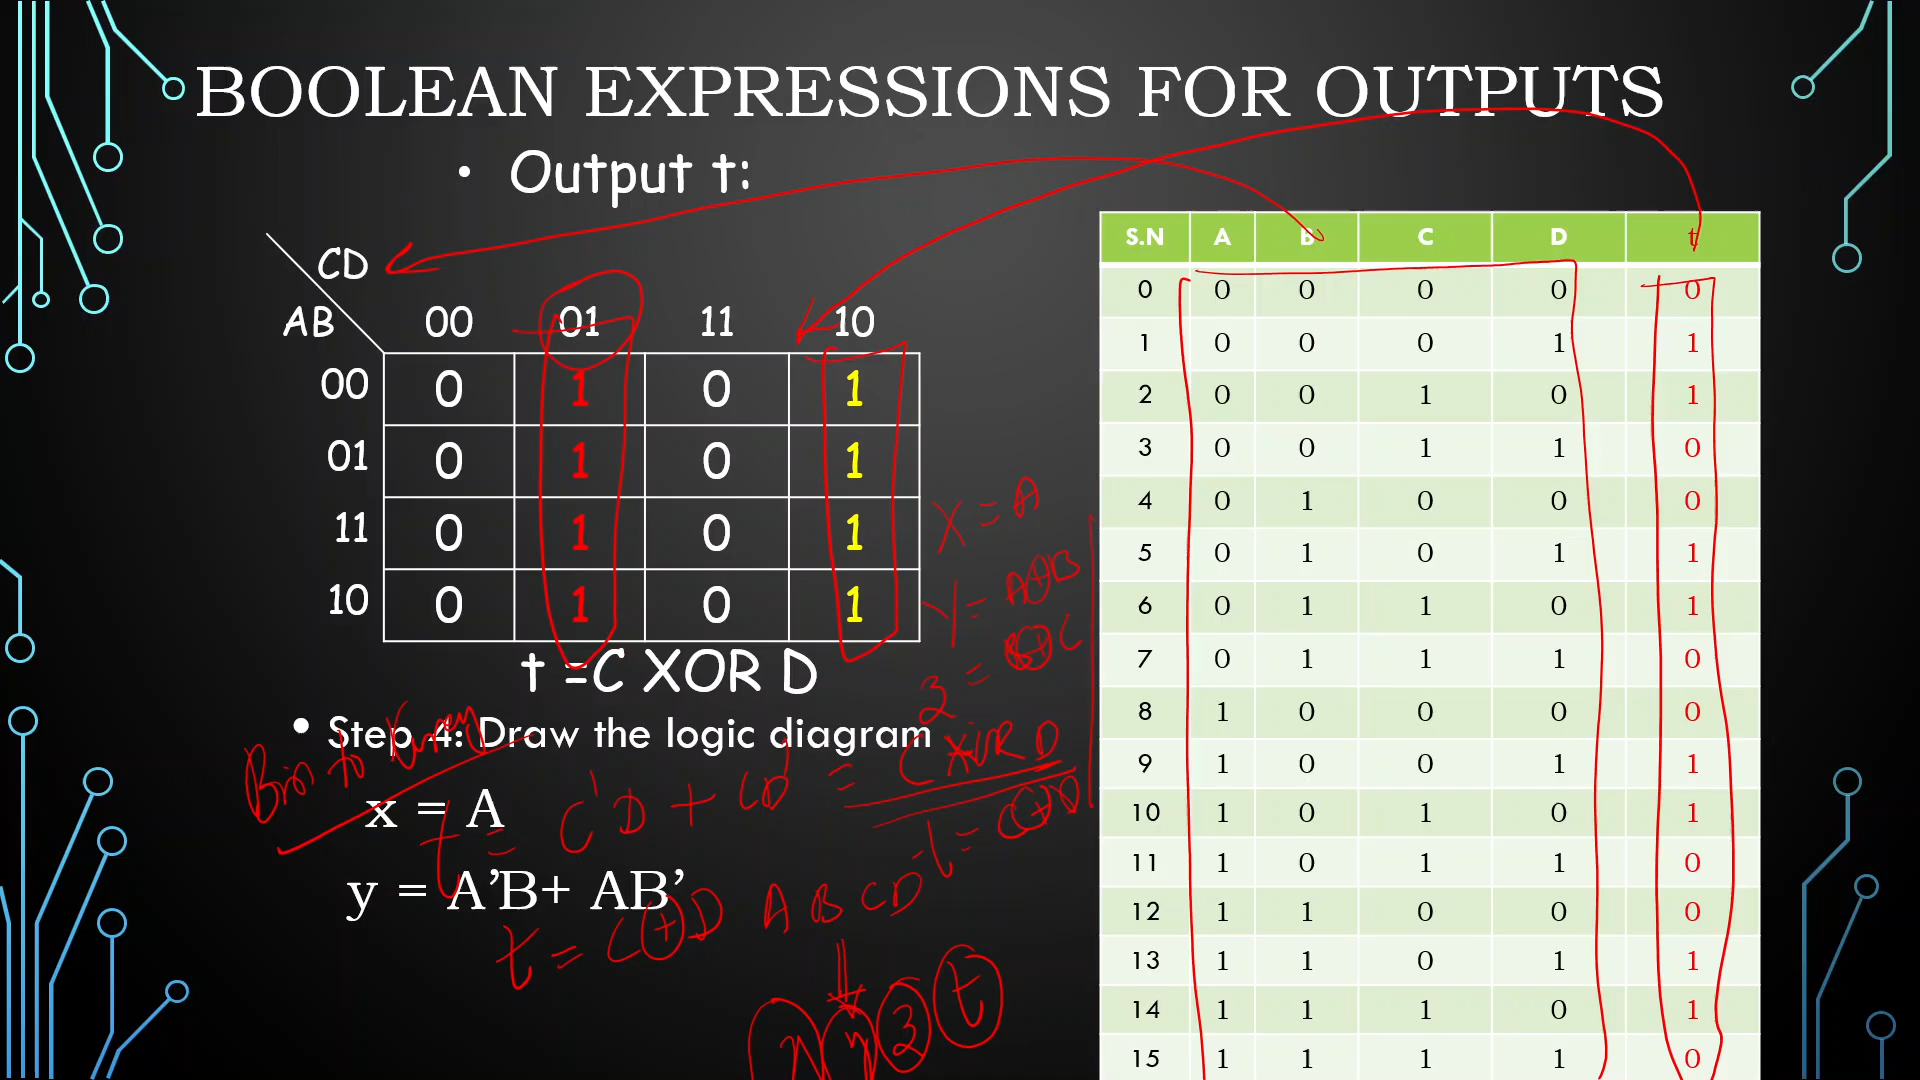 BOOLEAN EXPRESSIONS FOR OUTPUTS
• Output t:
CD
AB 00 01 11 10
00 0 1 0 1
01 0 1 0 1
11 0 1 0 1
10 0 1 0 1
t =C XOR D
• Step 4: Draw the logic diagram
x = A
y = A’B+ AB’
X = A
Y = A⊕B
3 = B⊕C
Bin to Gray
t = C'D + CD' = C XOR D
t = C⊕D
t = C⊕D
A B C D
x y 3 t
S.N A B C D t
0 0 0 0 0 0
1 0 0 0 1 1
2 0 0 1 0 1
3 0 0 1 1 0
4 0 1 0 0 0
5 0 1 0 1 1
6 0 1 1 0 1
7 0 1 1 1 0
8 1 0 0 0 0
9 1 0 0 1 1
10 1 0 1 0 1
11 1 0 1 1 0
12 1 1 0 0 0
13 1 1 0 1 1
14 1 1 1 0 1
15 1 1 1 1 0